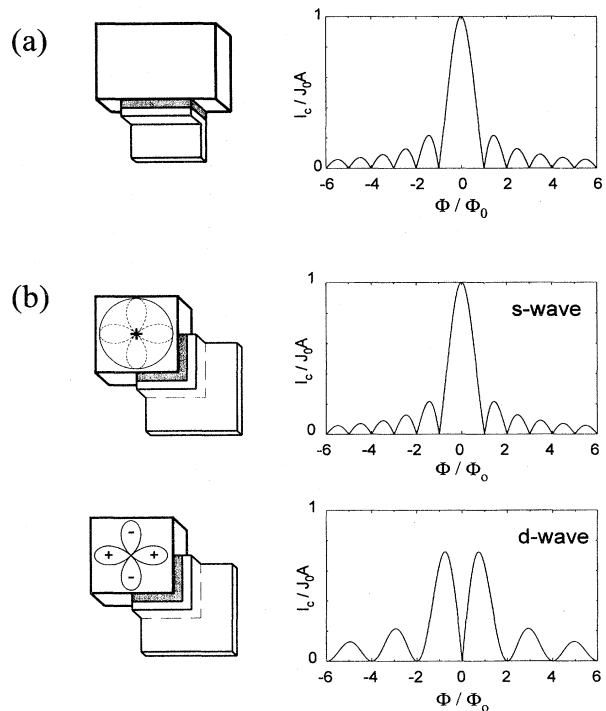 (a)
1
I_c / J_0A
0
-6 -4 -2 0 2 4 6
Φ / Φ_0
(b)
1
s-wave
I_c / J_0A
0
-6 -4 -2 0 2 4 6
Φ / Φ_o
- 
+ +
-
1
d-wave
I_c / J_0A
0
-6 -4 -2 0 2 4 6
Φ / Φ_o